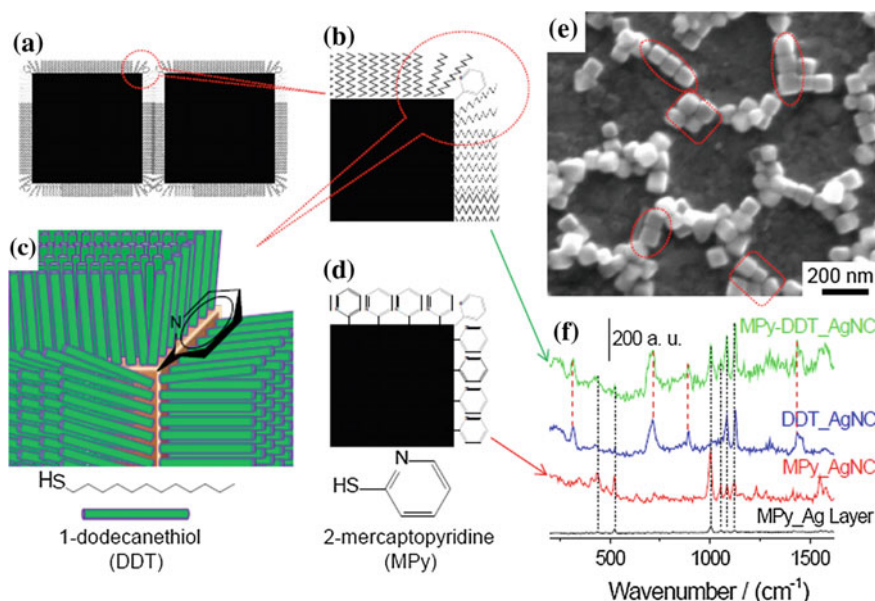 (a)
(b)
(e)
200 nm
(c)
N
(d)
HS
1-dodecanethiol
(DDT)
N
HS
2-mercaptopyridine
(MPy)
(f)
200 a. u.
MPy-DDT_AgNC
DDT_AgNC
MPy_AgNC
MPy_Ag Layer
500 1000 1500
Wavenumber / (cm⁻¹)